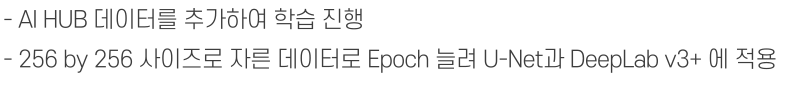 - AI HUB 데이터를 추가하여 학습 진행
- 256 by 256 사이즈로 자른 데이터로 Epoch 늘려 U-Net과 DeepLab v3+ 에 적용